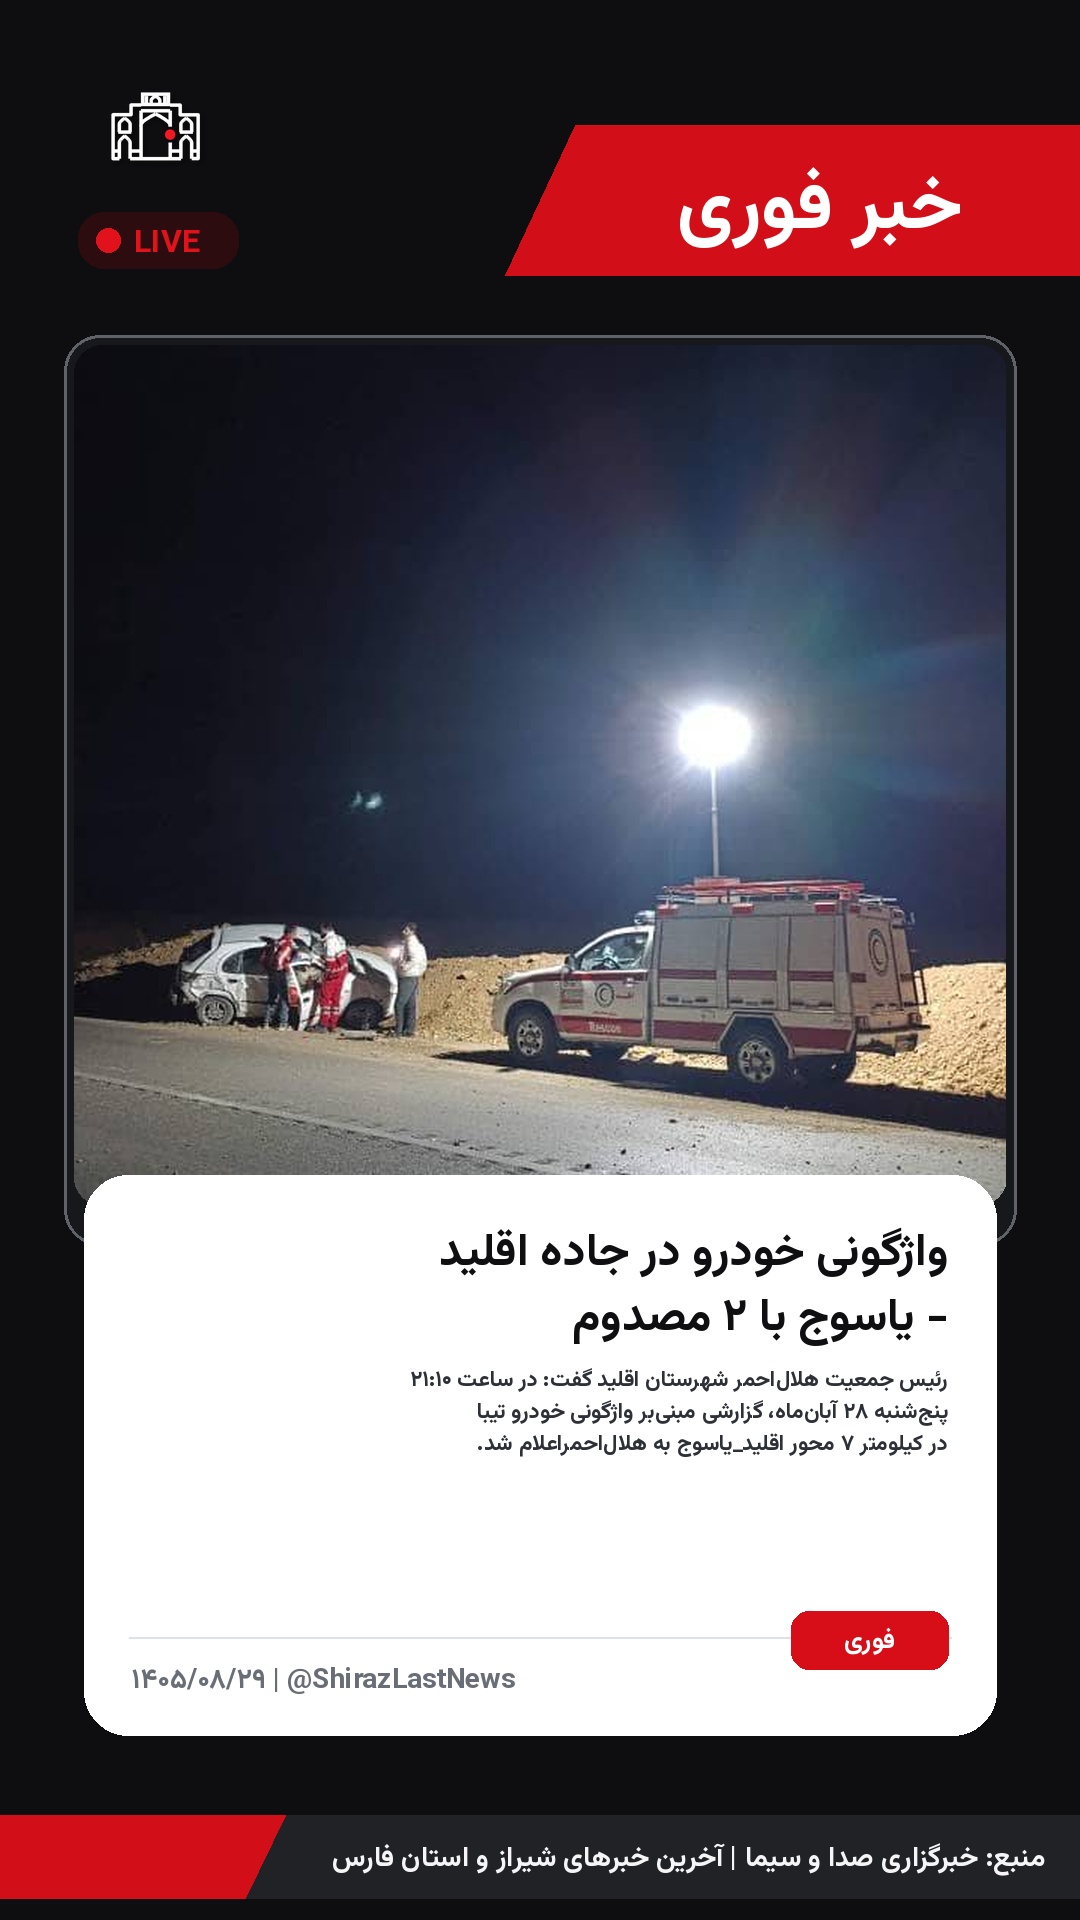 خبر فوری
LIVE
Rescue
واژگونی خودرو در جاده اقلید
- یاسوج با ۲ مصدوم
رئیس جمعیت هلال‌احمر شهرستان اقلید گفت: در ساعت ۲۱:۱۰
پنج‌شنبه ۲۸ آبان‌ماه، گزارشی مبنی‌بر واژگونی خودرو تیبا
در کیلومتر ۷ محور اقلید_یاسوج به هلال‌احمراعلام شد.
فوری
۱۴۰۵/۰۸/۲۹ | @ShirazLastNews
منبع: خبرگزاری صدا و سیما | آخرین خبرهای شیراز و استان فارس